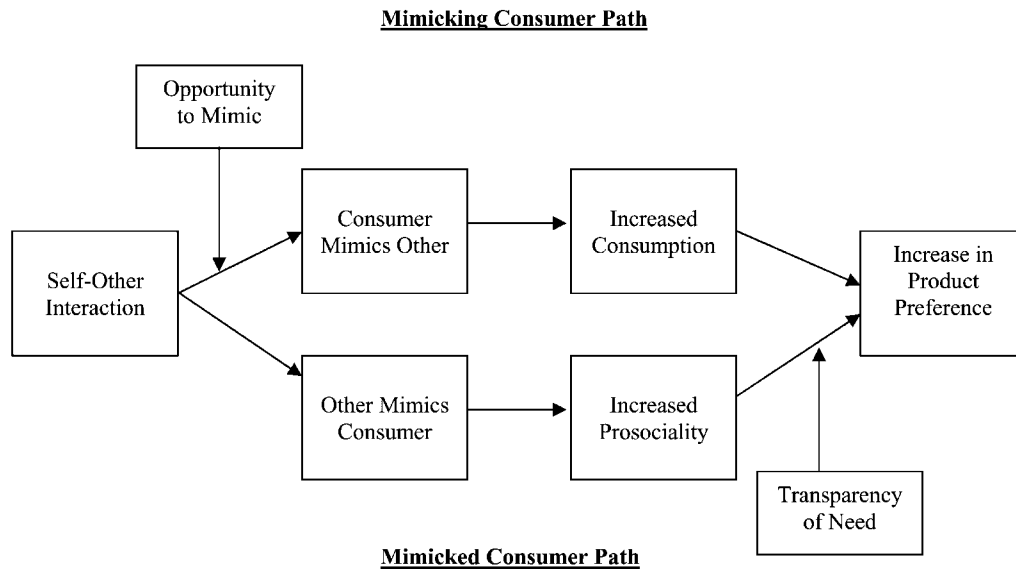 Mimicking Consumer Path
Opportunity
to Mimic
Consumer
Mimics Other
Increased
Consumption
Self-Other
Interaction
Increase in
Product
Preference
Other Mimics
Consumer
Increased
Prosociality
Transparency
of Need
Mimicked Consumer Path